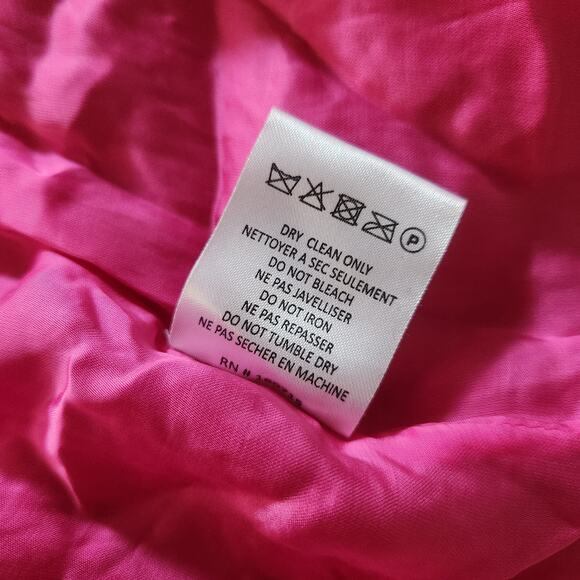 P
DRY CLEAN ONLY
NETTOYER A SEC SEULEMENT
DO NOT BLEACH
NE PAS JAVELLISER
DO NOT IRON
NE PAS REPASSER
DO NOT TUMBLE DRY
NE PAS SECHER EN MACHINE
RN #